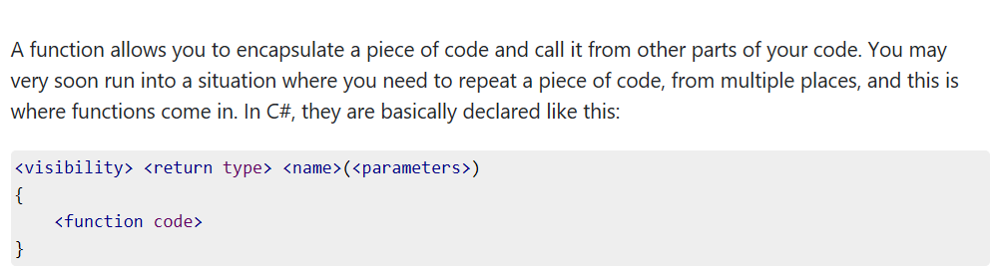 A function allows you to encapsulate a piece of code and call it from other parts of your code. You may
very soon run into a situation where you need to repeat a piece of code, from multiple places, and this is
where functions come in. In C#, they are basically declared like this:
<visibility> <return type> <name>(<parameters>)
{
    <function code>
}